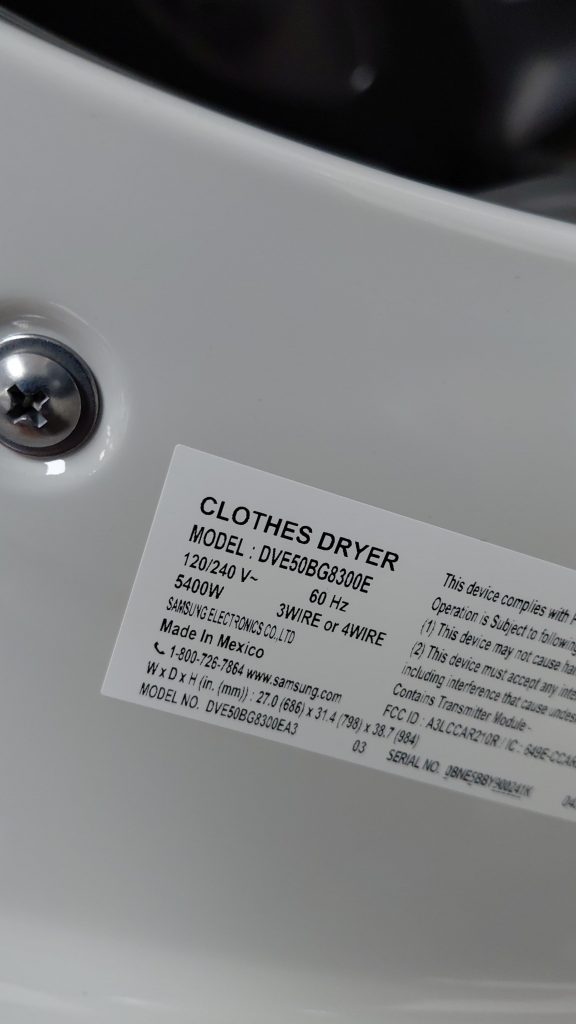 CLOTHES DRYER
MODEL : DVE50BG8300E
120/240 V~ 60 Hz
5400W 3WIRE or 4WIRE
SAMSUNG ELECTRONICS CO.,LTD
Made In Mexico
1-800-726-7864 www.samsung.com
W x D x H (in. (mm)) : 27.0 (686) x 31.4 (798) x 38.7 (984)
MODEL NO. DVE50BG8300EA3 03 SERIAL NO. 0BNE5BBY900241K
This device complies with
Operation is Subject to following
(1) This device may not cause
(2) This device must accept any
including interference that cause
Contains Transmitter Module -
FCC ID : A3LCCAR210R / IC : 649E-